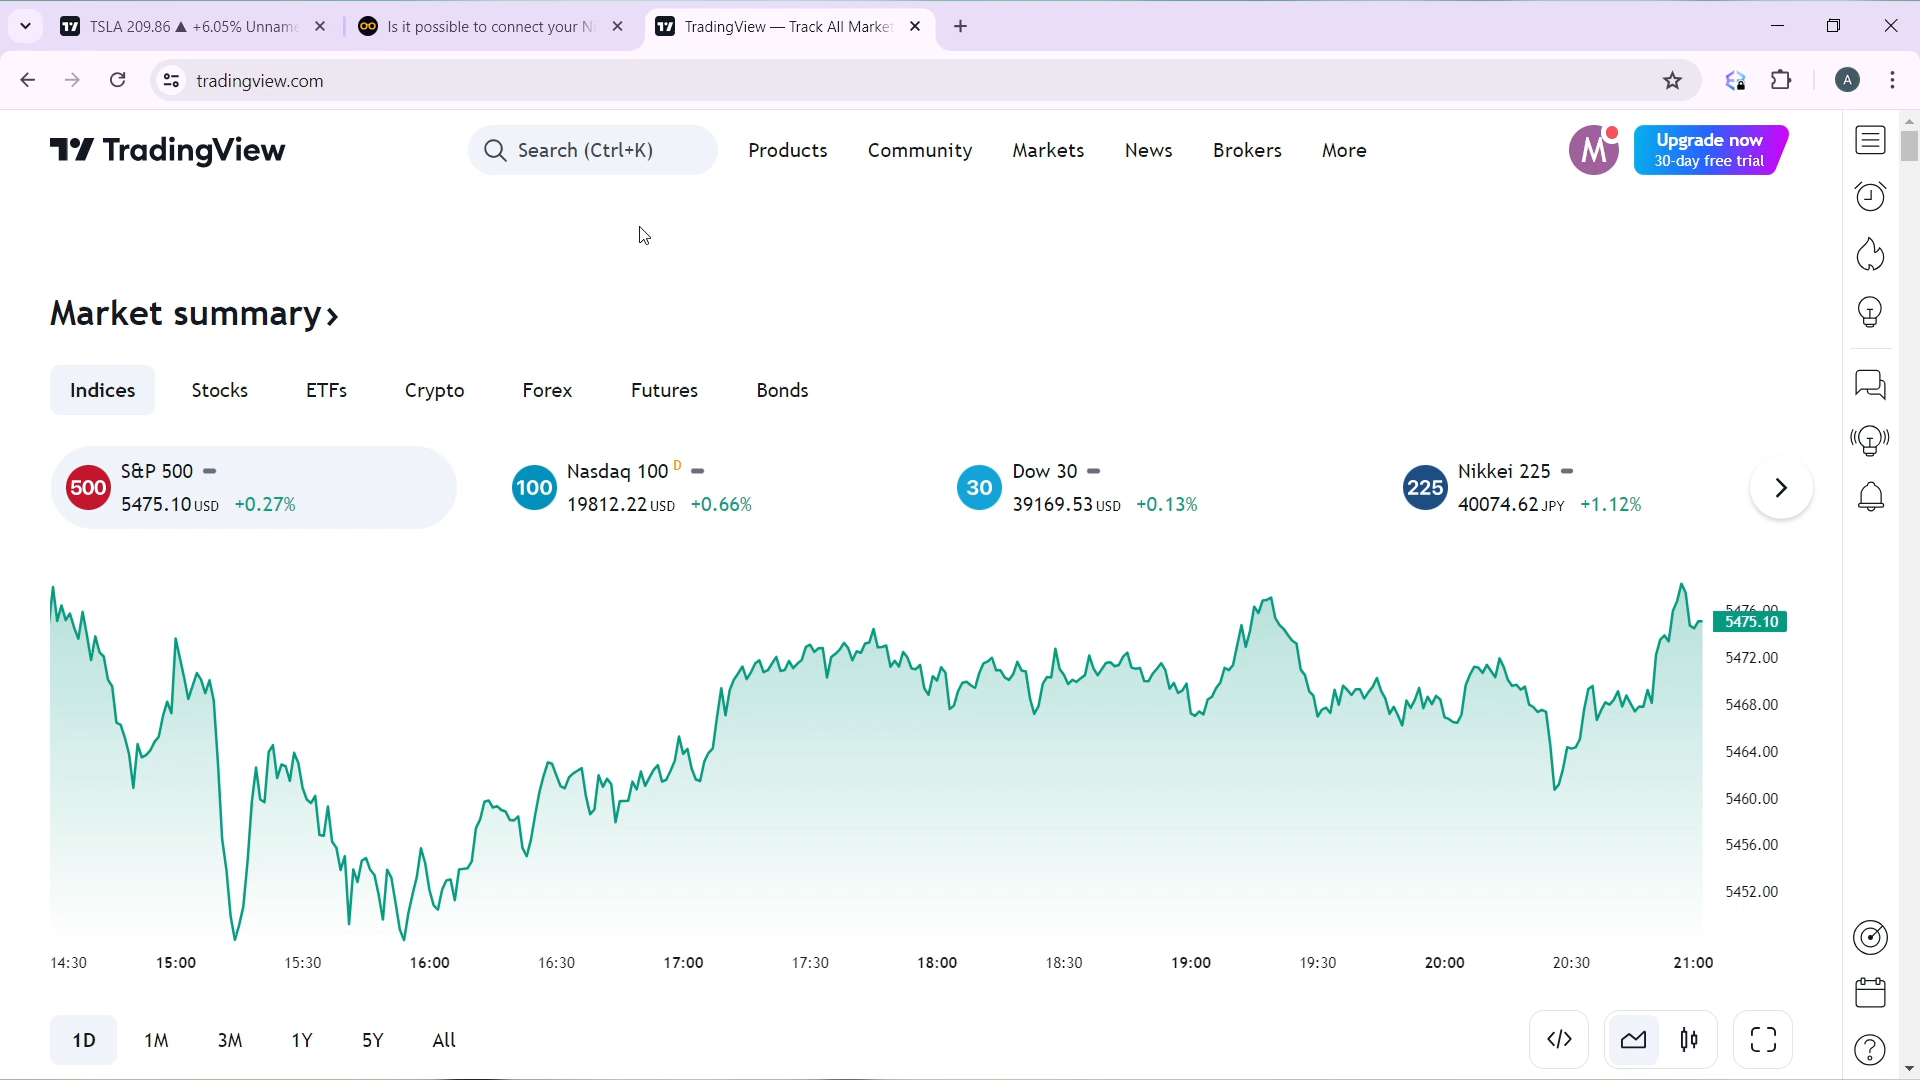 TSLA 209.86 ▲ +6.05% Unname
Is it possible to connect your Ni
TradingView — Track All Market
tradingview.com
A
TradingView
Search (Ctrl+K)
Products
Community
Markets
News
Brokers
More
M
Upgrade now
30-day free trial
Market summary ›
Indices
Stocks
ETFs
Crypto
Forex
Futures
Bonds
500
S&P 500
5475.10 USD +0.27%
100
Nasdaq 100 D
19812.22 USD +0.66%
30
Dow 30
39169.53 USD +0.13%
225
Nikkei 225
40074.62 JPY +1.12%
5476.00
5475.10
5472.00
5468.00
5464.00
5460.00
5456.00
5452.00
14:30
15:00
15:30
16:00
16:30
17:00
17:30
18:00
18:30
19:00
19:30
20:00
20:30
21:00
1D
1M
3M
1Y
5Y
All